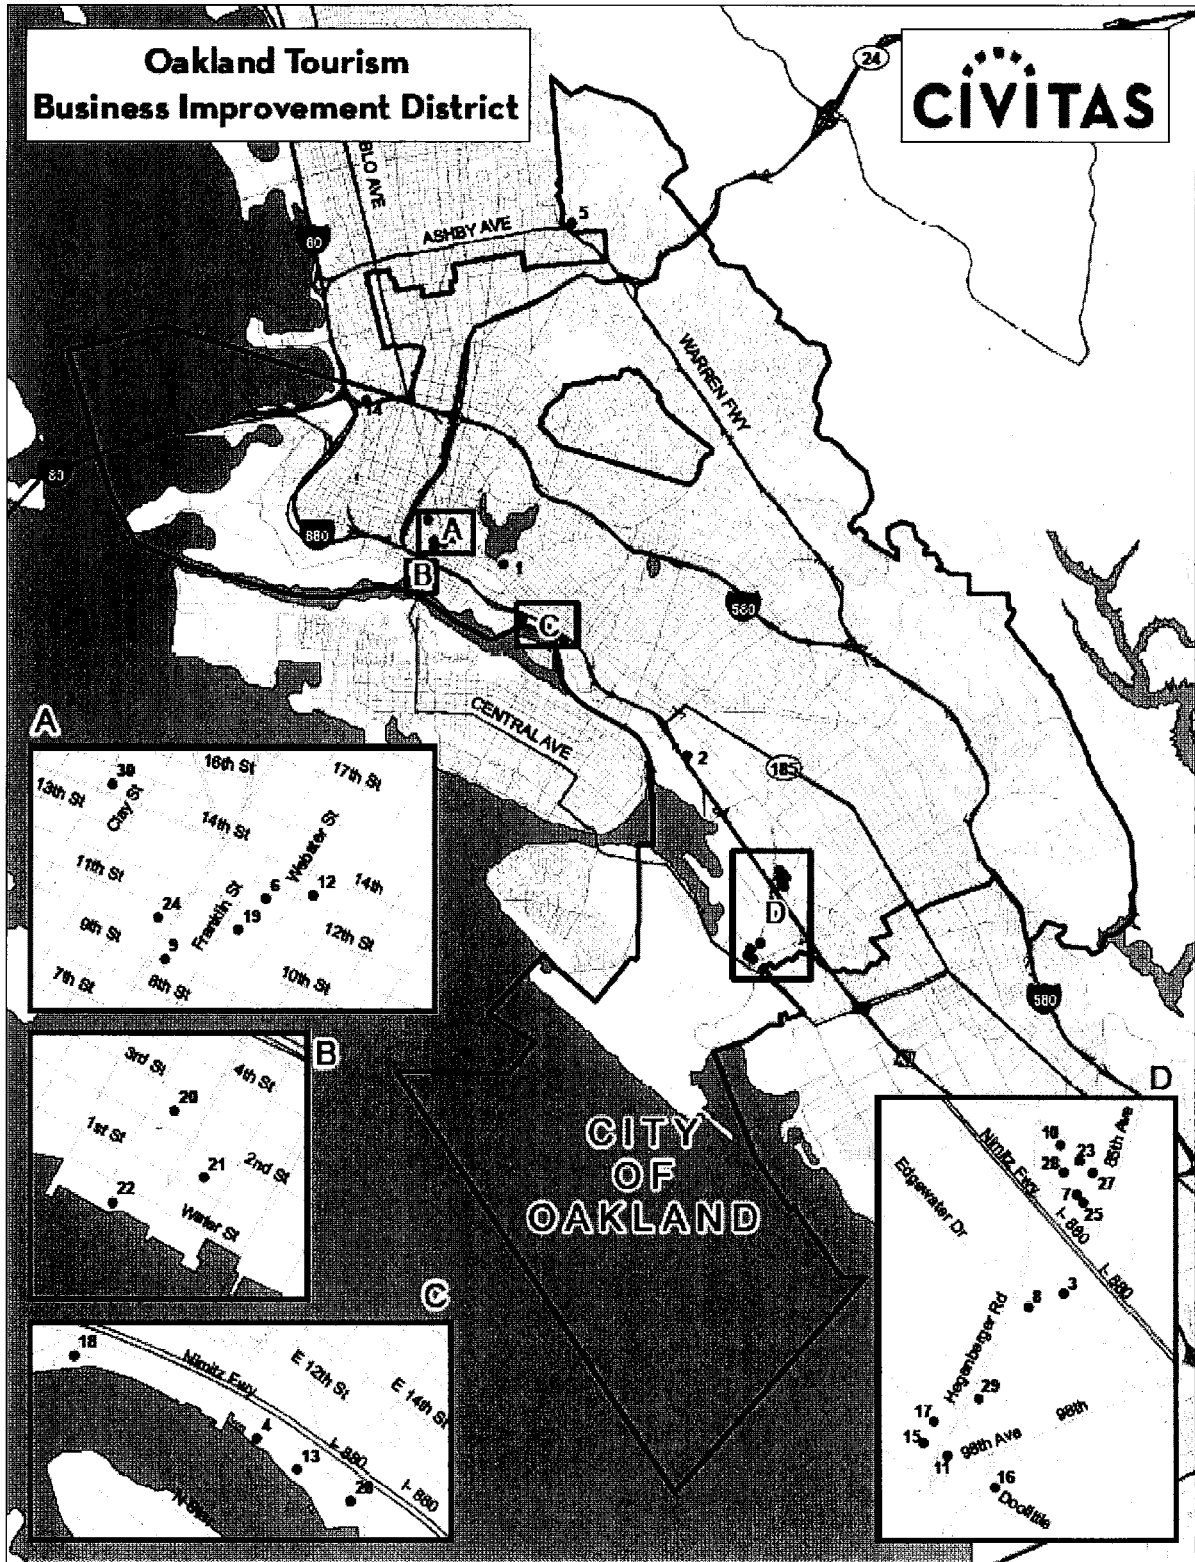 Oakland Tourism
Business Improvement District
CIVITAS
24
BLO AVE
5
ASHBY AVE
80
WARREN FWY
14
80
880
A
B
1
C
580
CENTRAL AVE
2
185
D
580
CITY
OF
OAKLAND
A
30
16th St
17th St
13th St
Clay St
14th St
Webster St
11th St
6
12
14th
24
Franklin St
19
9th St
9
12th St
7th St
8th St
10th St
B
3rd St
4th St
20
1st St
21
2nd St
22
Water St
C
18
Nimitz Fwy
E 12th St
E 14th St
4
I- 880
13
I- 880
D
10
23
85th Ave
Nimitz Fwy
27
7
25
I- 880
Edgewater Dr
I- 880
3
8
Hegenberger Rd
29
17
98th
15
98th Ave
11
16
Doolittle